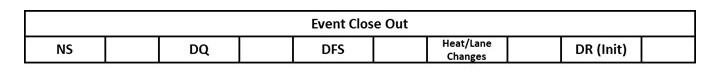 Event Close Out
NS DQ DFS Heat/Lane Changes DR (Init)